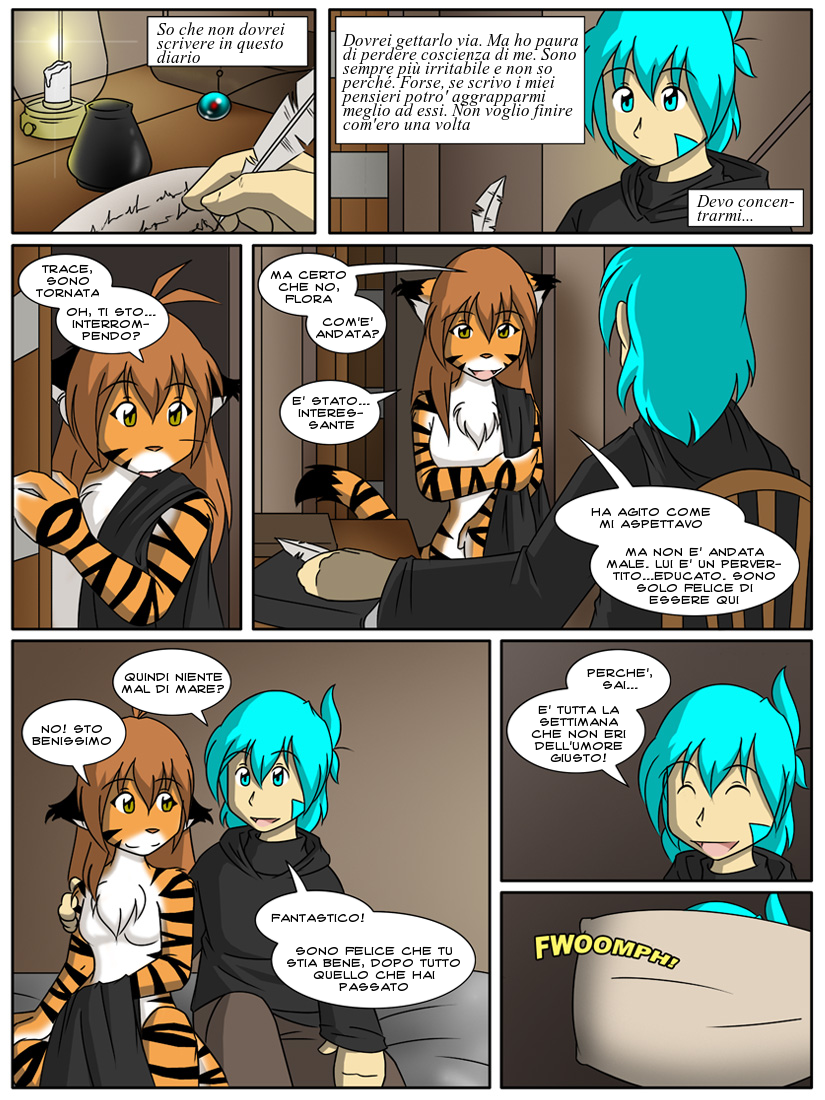 So che non dovrei
scrivere in questo
diario
Dovrei gettarlo via. Ma ho paura
di perdere coscienza di me. Sono
sempre più irritabile e non so
perché. Forse, se scrivo i miei
pensieri potro' aggrapparmi
meglio ad essi. Non voglio finire
com'ero una volta
Devo concen-
trarmi...
TRACE,
SONO
TORNATA
OH, TI STO...
INTERROM-
PENDO?
MA CERTO
CHE NO,
FLORA
COM'E'
ANDATA?
E' STATO...
INTERES-
SANTE
HA AGITO COME
MI ASPETTAVO
MA NON E' ANDATA
MALE. LUI E' UN PERVER-
TITO...EDUCATO. SONO
SOLO FELICE DI
ESSERE QUI
QUINDI NIENTE
MAL DI MARE?
NO! STO
BENISSIMO
FANTASTICO!
SONO FELICE CHE TU
STIA BENE, DOPO TUTTO
QUELLO CHE HAI
PASSATO
PERCHE',
SAI...
E' TUTTA LA
SETTIMANA
CHE NON ERI
DELL'UMORE
GIUSTO!
FWOOMPH!